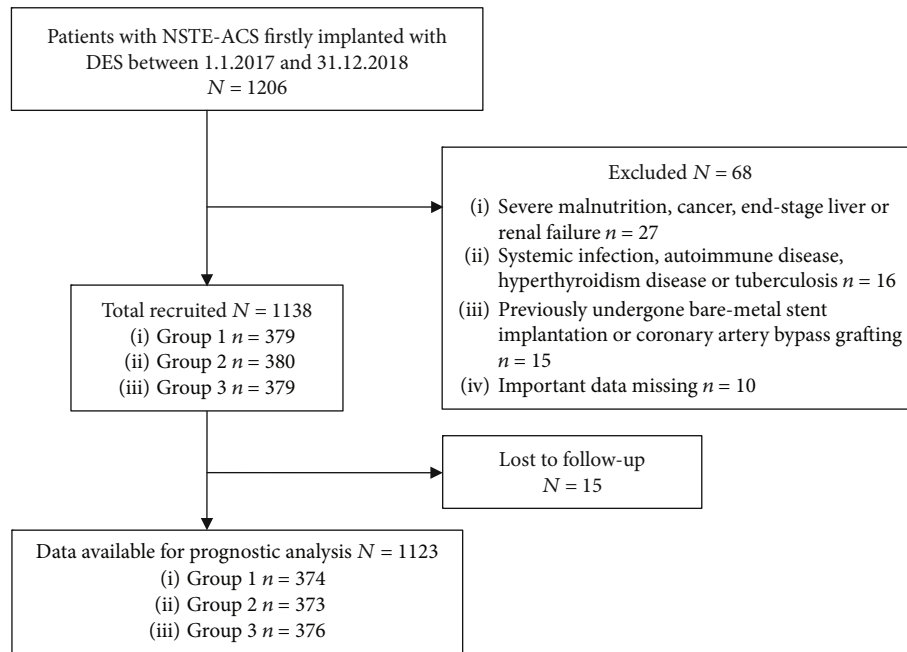 Patients with NSTE-ACS firstly implanted with
DES between 1.1.2017 and 31.12.2018
N = 1206
Excluded N = 68
(i) Severe malnutrition, cancer, end-stage liver or
renal failure n = 27
(ii) Systemic infection, autoimmune disease,
hyperthyroidism disease or tuberculosis n = 16
(iii) Previously undergone bare-metal stent
implantation or coronary artery bypass grafting
n = 15
(iv) Important data missing n = 10
Total recruited N = 1138
(i) Group 1 n = 379
(ii) Group 2 n = 380
(iii) Group 3 n = 379
Lost to follow-up
N = 15
Data available for prognostic analysis N = 1123
(i) Group 1 n = 374
(ii) Group 2 n = 373
(iii) Group 3 n = 376